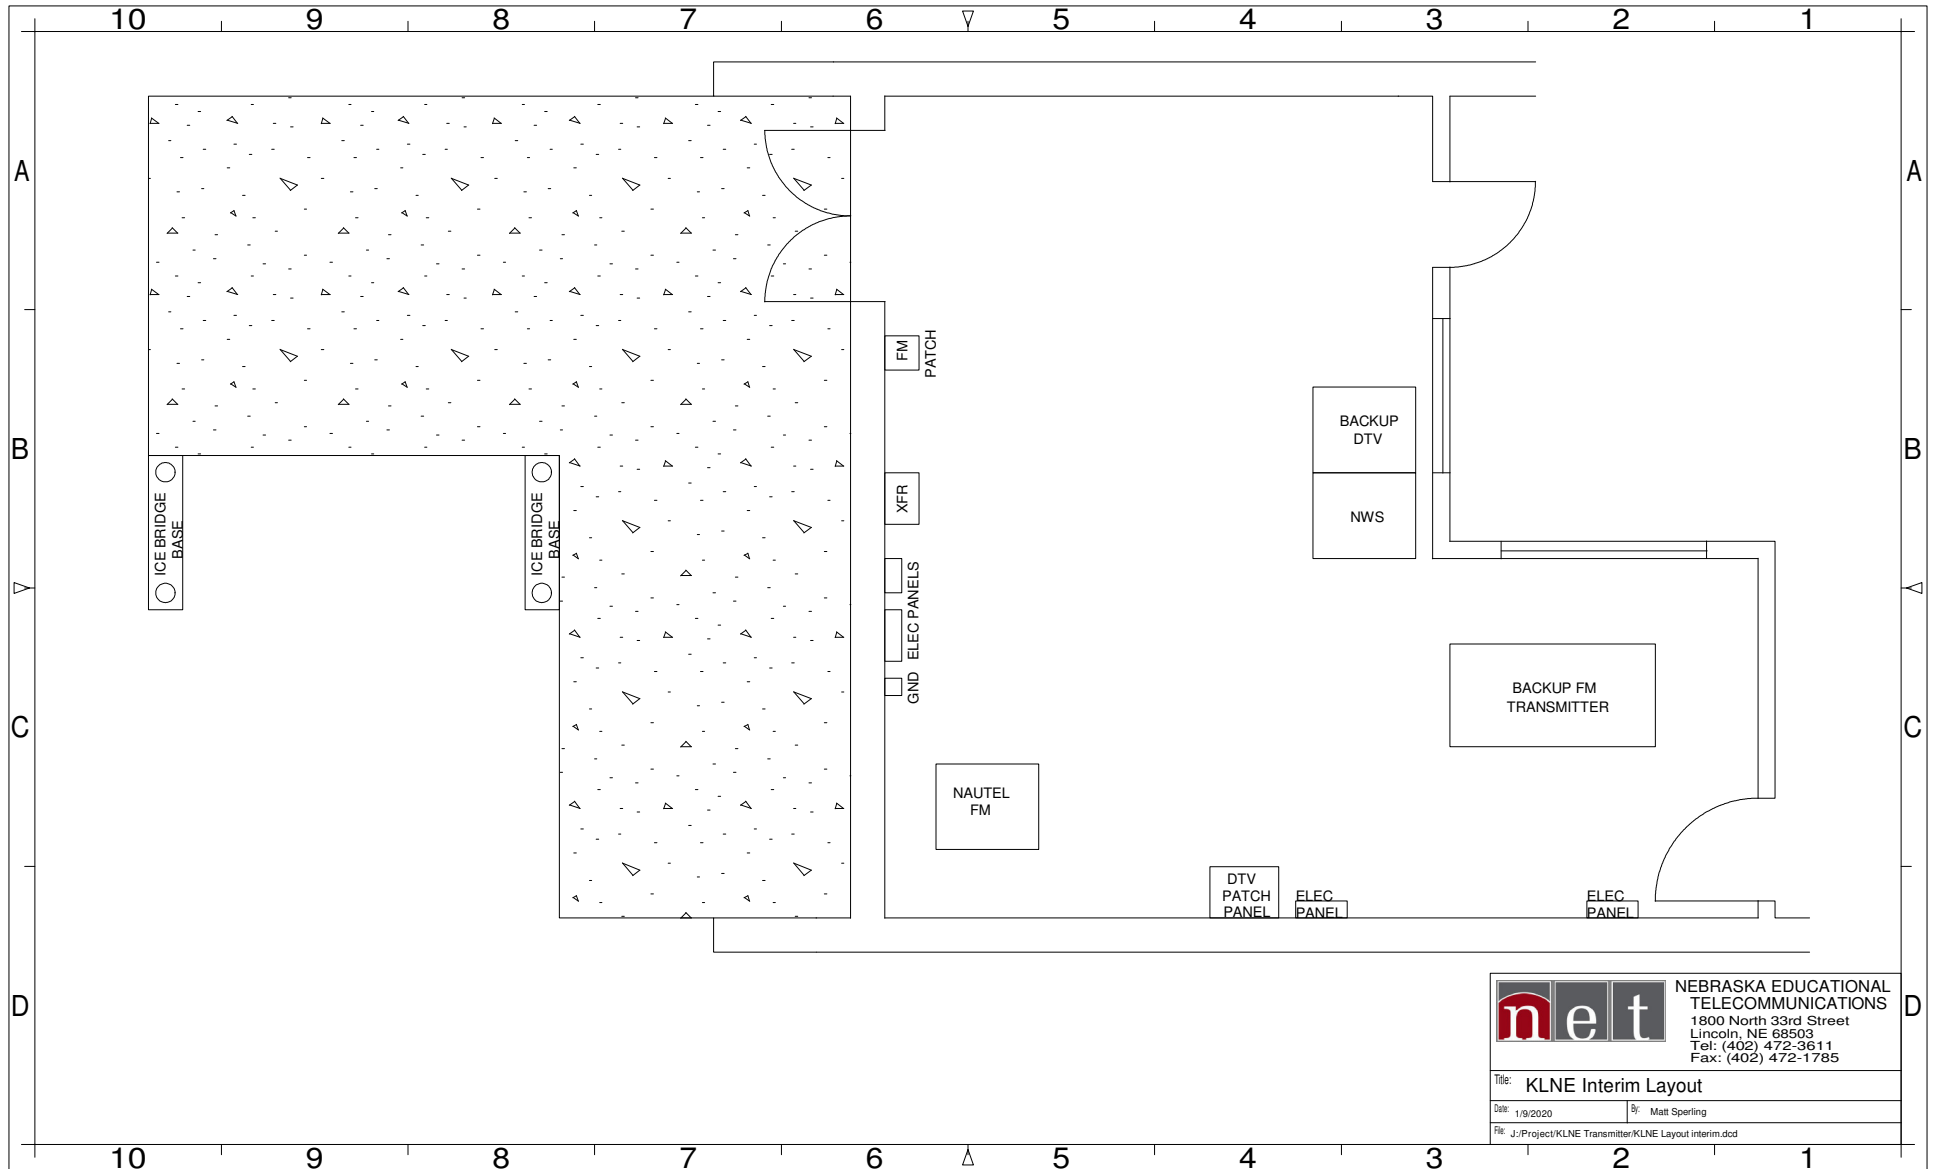 10 9 8 7 6 5 4 3 2 1
A A
FM
PATCH
BACKUP
DTV
B B
XFR
NWS
ICE BRIDGE
BASE
ICE BRIDGE
BASE
ELEC PANELS
GND
BACKUP FM
TRANSMITTER
C C
NAUTEL
FM
DTV
PATCH
PANEL
ELEC
PANEL
ELEC
PANEL
D D
net
NEBRASKA EDUCATIONAL
TELECOMMUNICATIONS
1800 North 33rd Street
Lincoln, NE 68503
Tel: (402) 472-3611
Fax: (402) 472-1785
Title: KLNE Interim Layout
Date: 1/9/2020 By: Matt Sperling
File: J:/Project/KLNE Transmitter/KLNE Layout interim.dcd
10 9 8 7 6 5 4 3 2 1